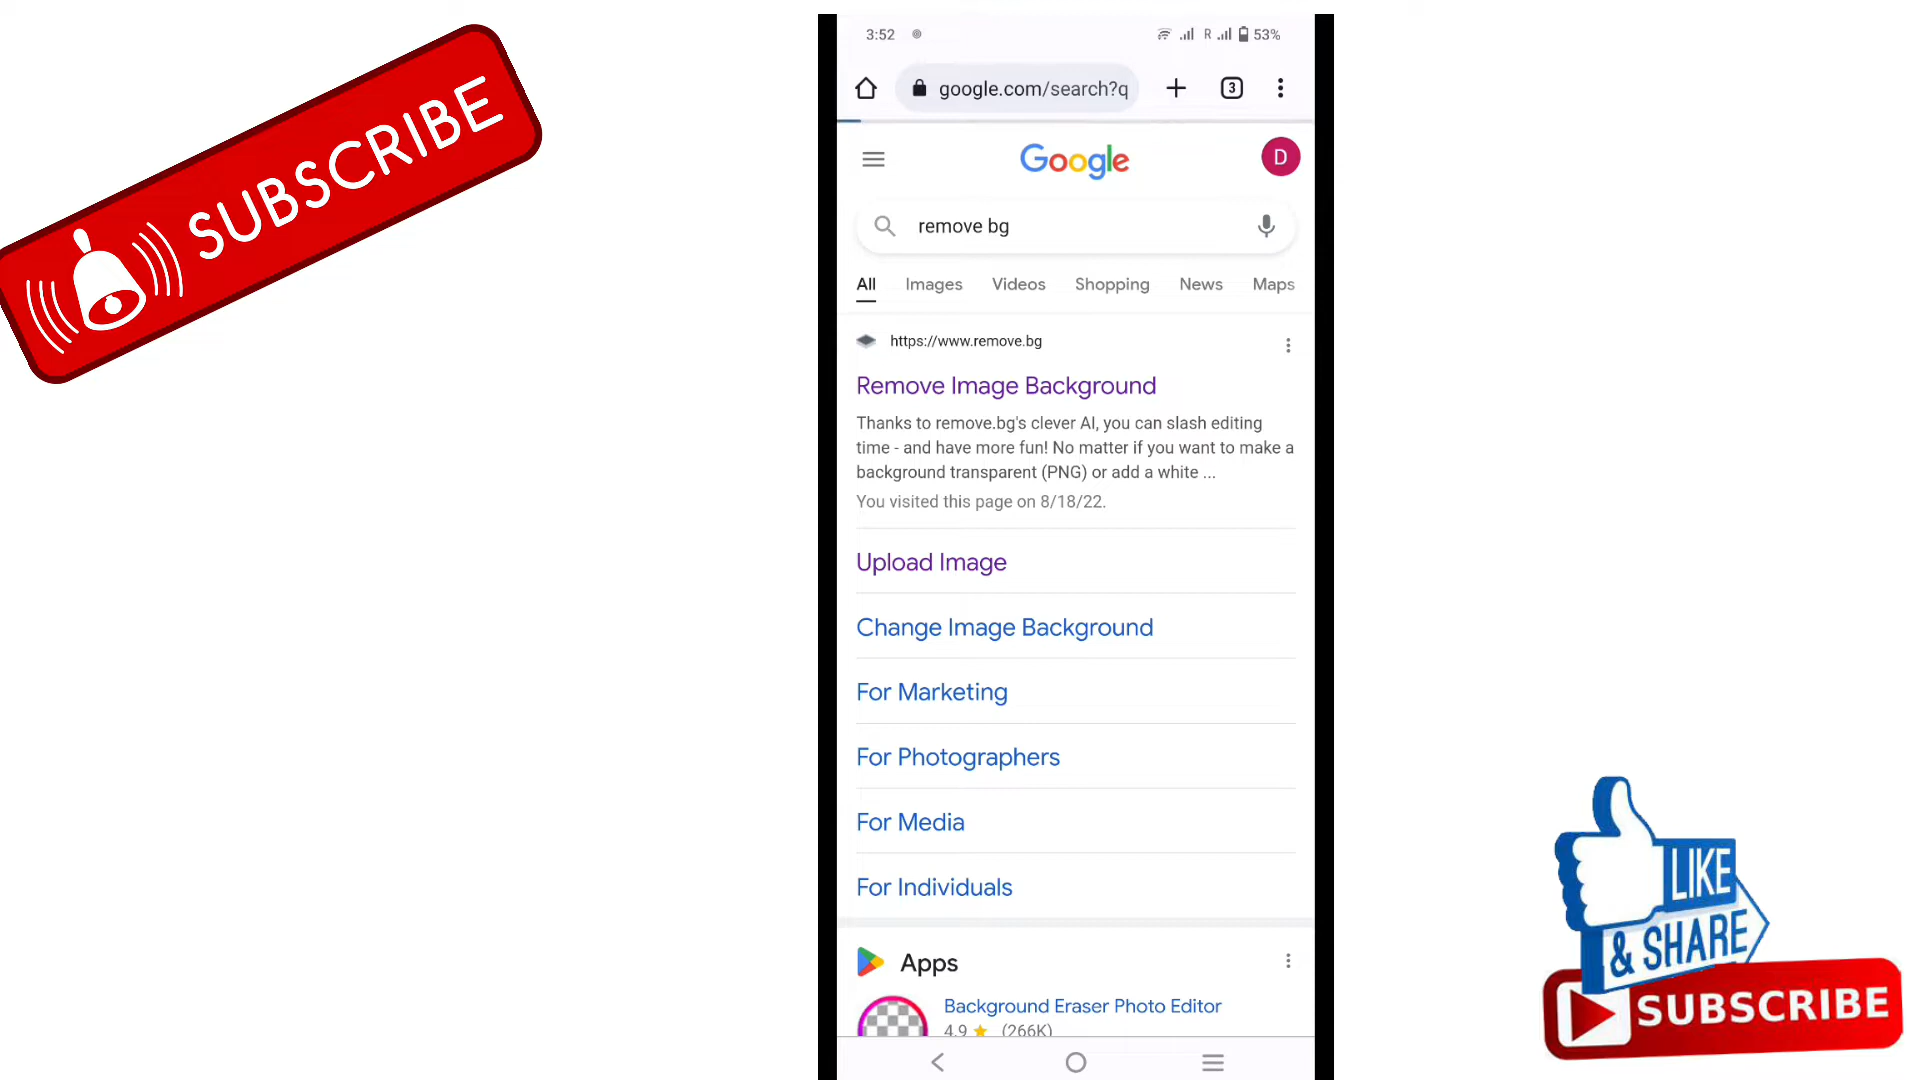 SUBSCRIBE
3:52
R
53%
google.com/search?q
3
Google
D
remove bg
All Images Videos Shopping News Maps
https://www.remove.bg
Remove Image Background
Thanks to remove.bg's clever AI, you can slash editing
time - and have more fun! No matter if you want to make a
background transparent (PNG) or add a white ...
You visited this page on 8/18/22.
Upload Image
Change Image Background
For Marketing
For Photographers
For Media
For Individuals
Apps
Background Eraser Photo Editor
4.9 ★ (266K)
LIKE
& SHARE
SUBSCRIBE